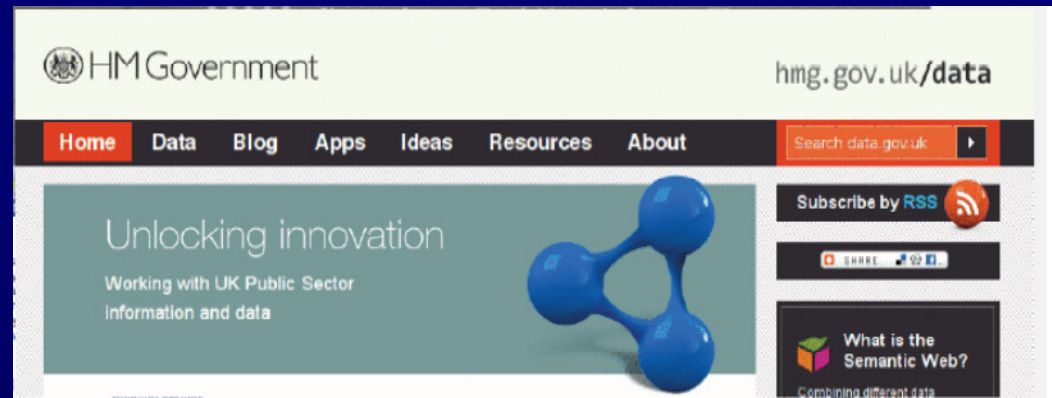 HM Government
hmg.gov.uk/data
Home Data Blog Apps Ideas Resources About
Search data.gov.uk
Unlocking innovation
Working with UK Public Sector
information and data
Subscribe by RSS
SHARE
What is the
Semantic Web?
Combining different data